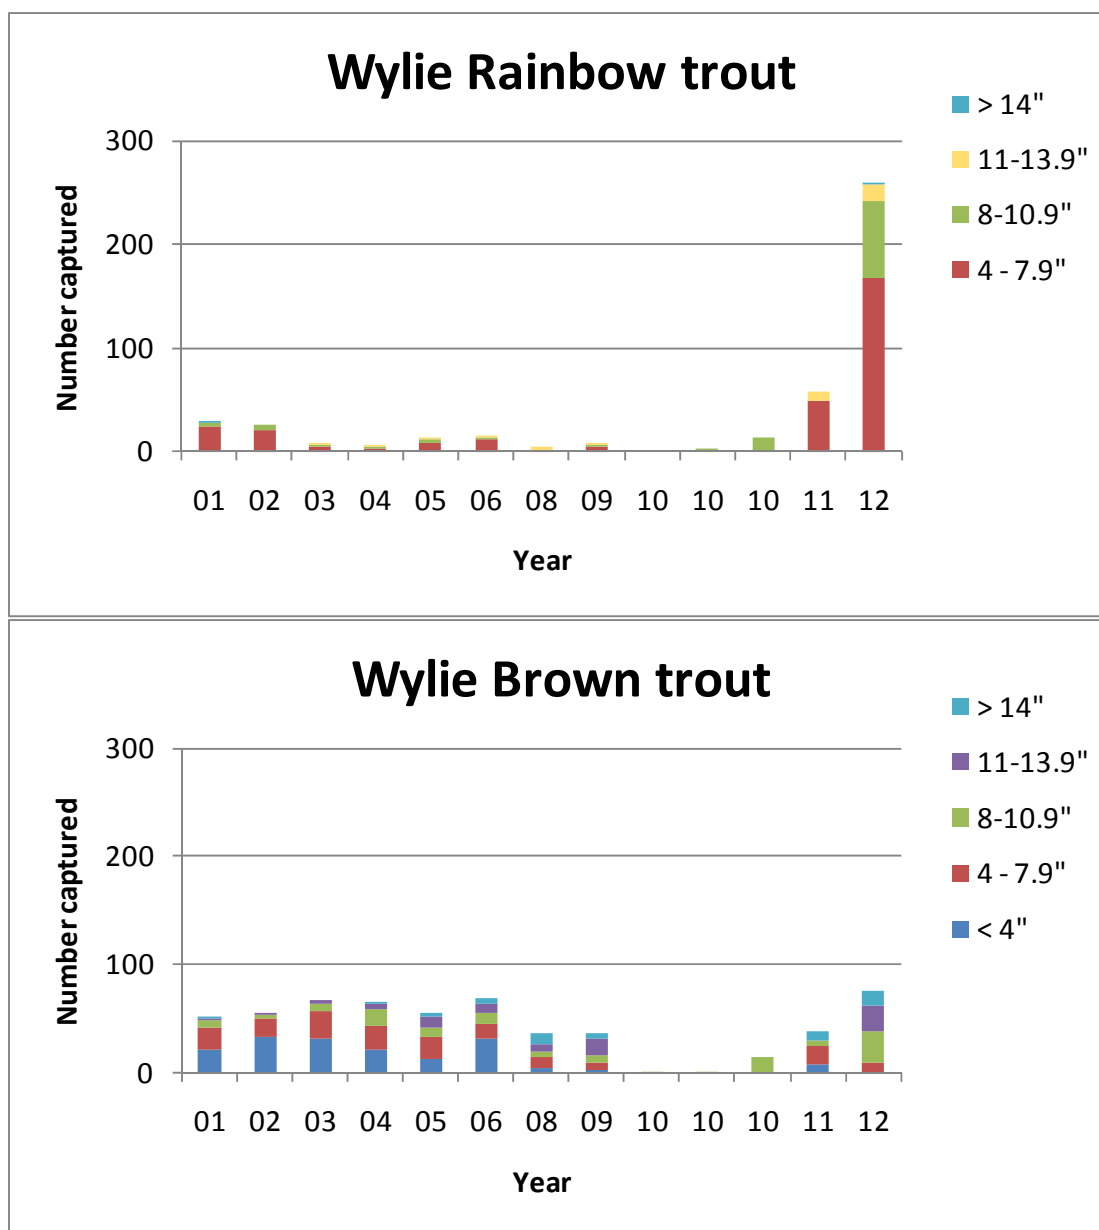 Wylie Rainbow trout
> 14"
11-13.9"
8-10.9"
4 - 7.9"
Number captured
300
200
100
0
01 02 03 04 05 06 08 09 10 10 10 11 12
Year
Wylie Brown trout
> 14"
11-13.9"
8-10.9"
4 - 7.9"
< 4"
Number captured
300
200
100
0
01 02 03 04 05 06 08 09 10 10 10 11 12
Year